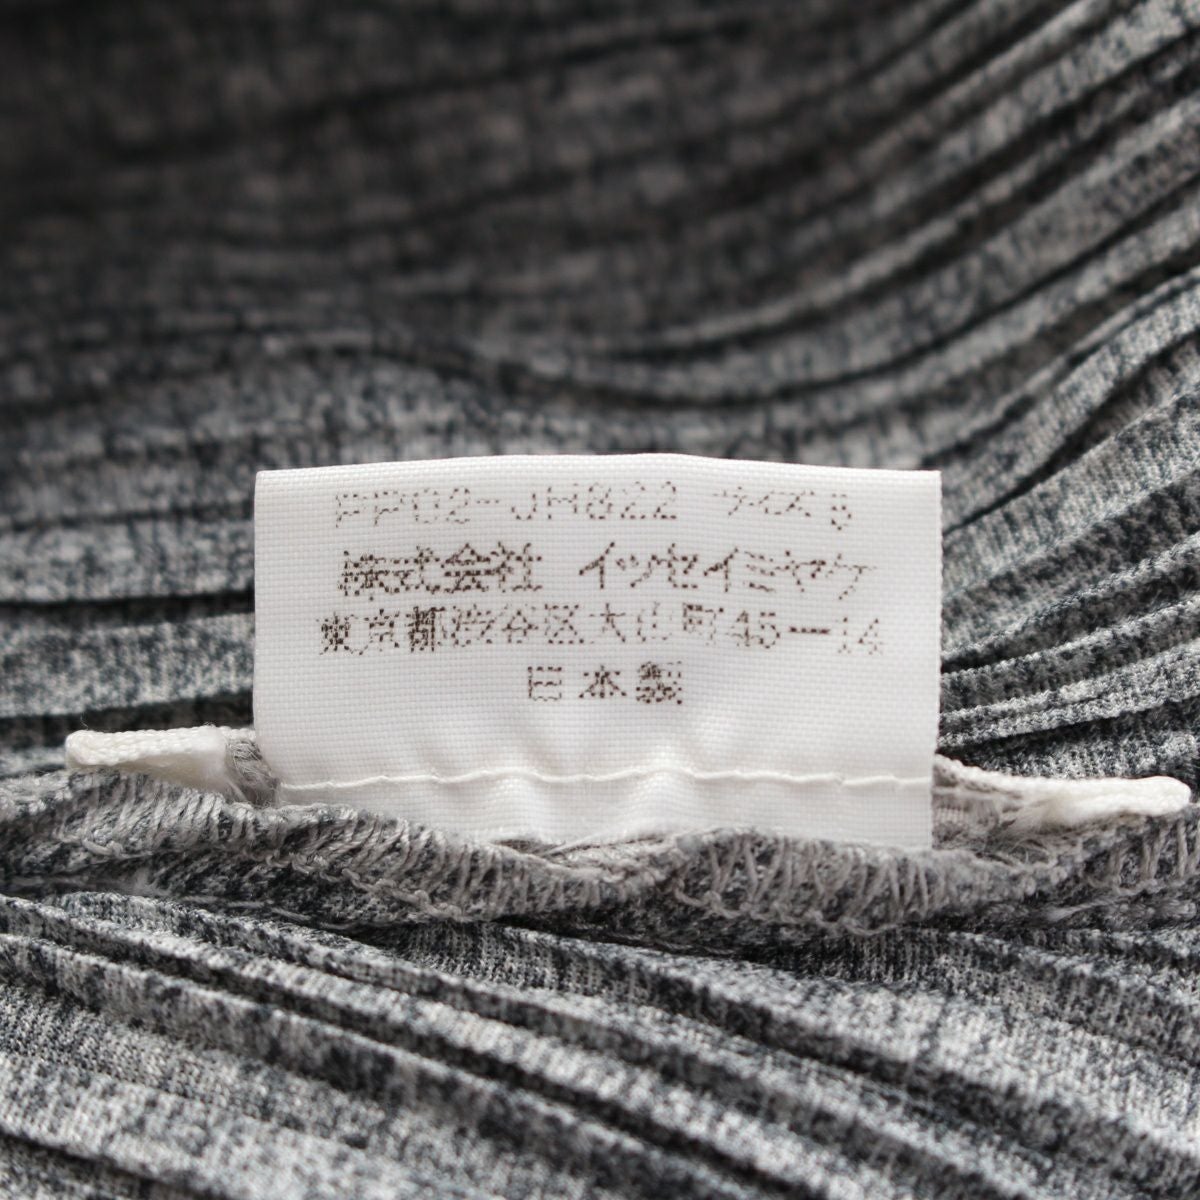 PP02-JH822 サイズ5
株式会社 イッセイミヤケ
東京都渋谷区大山町45-14
日本製